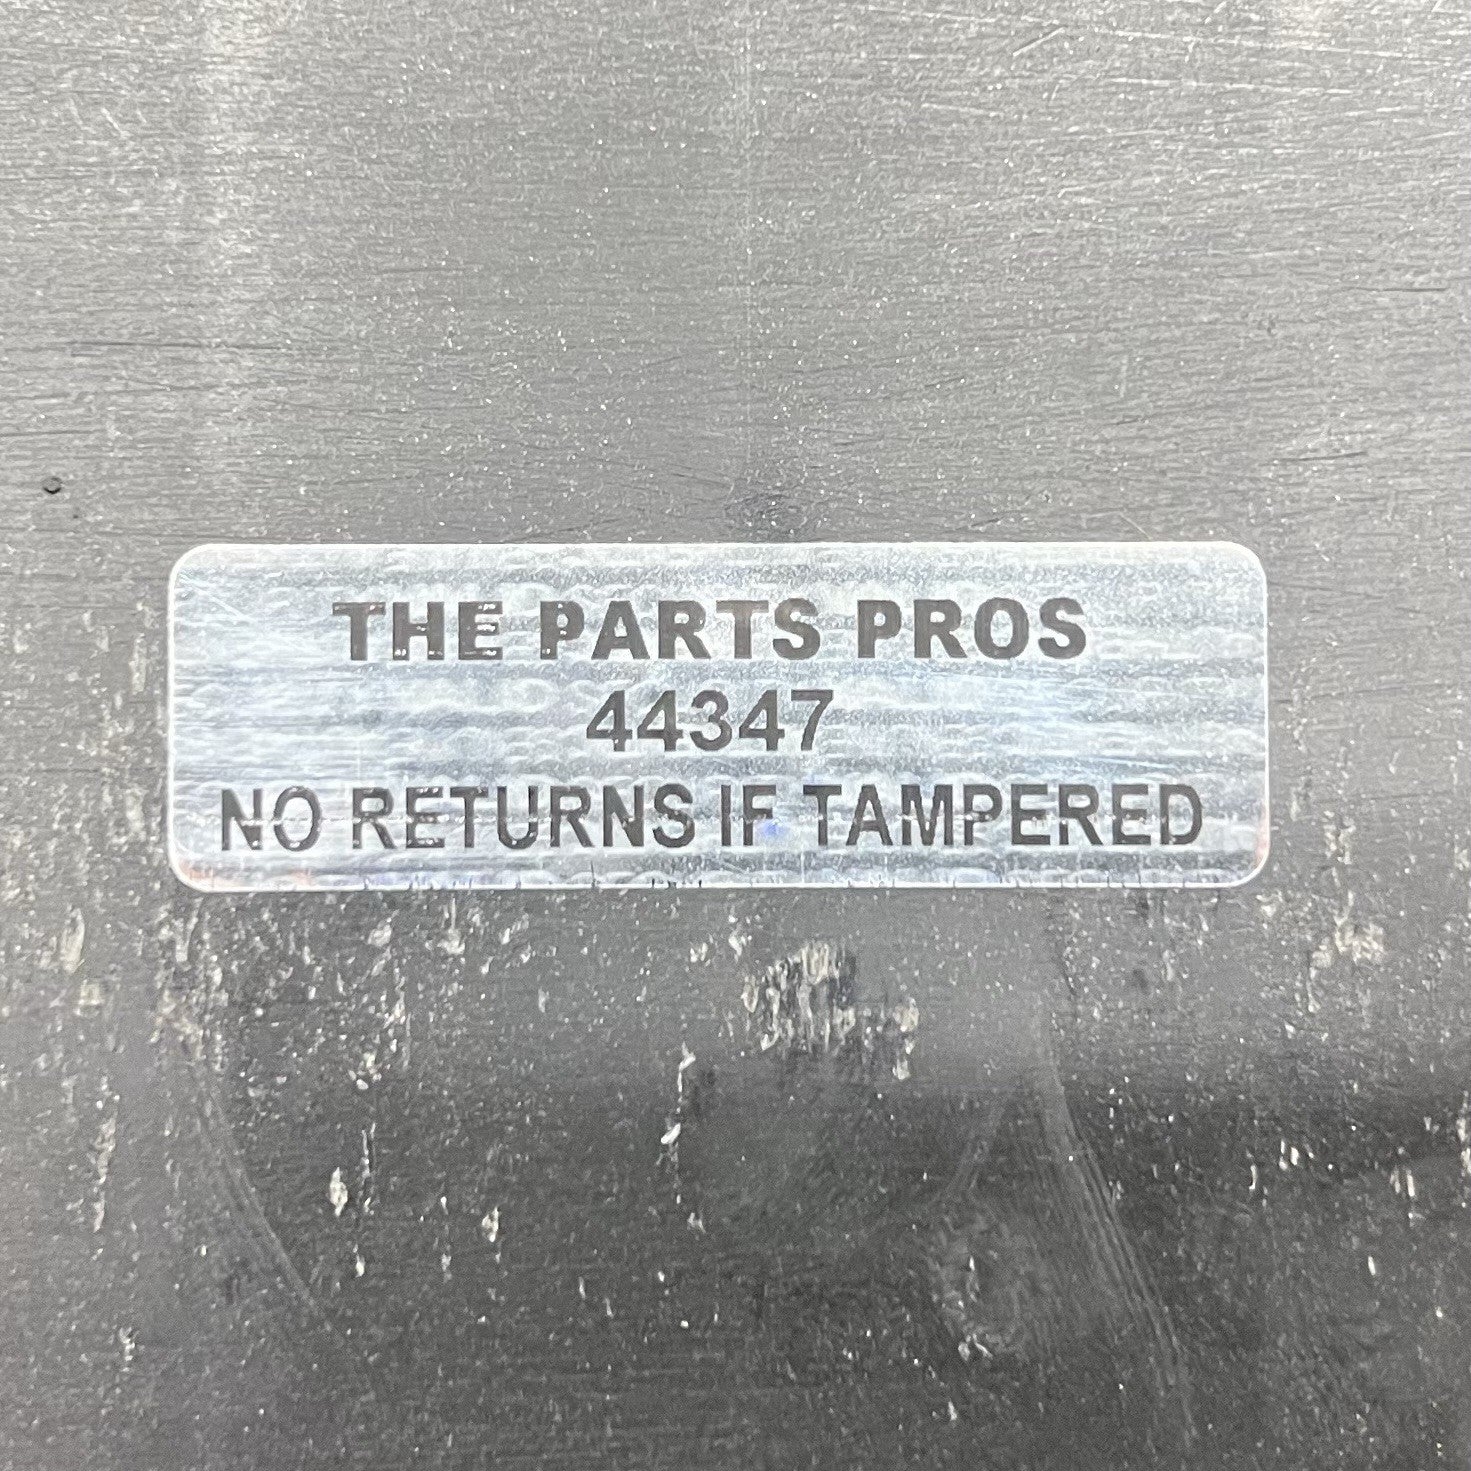 THE PARTS PROS
44347
NO RETURNS IF TAMPERED